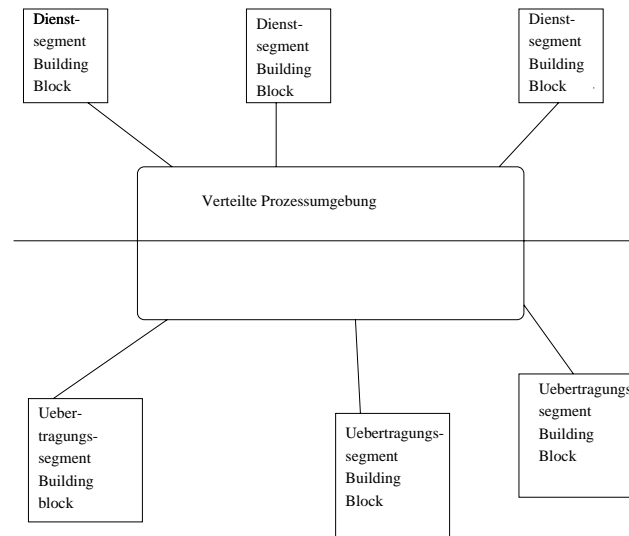 Dienst-
segment
Building
Block
Dienst-
segment
Building
Block
Dienst-
segment
Building
Block
Verteilte Prozessumgebung
Ueber-
tragungs-
segment
Building
block
Uebertragungs-
segment
Building
Block
Uebertragungs
segment
Building
Block